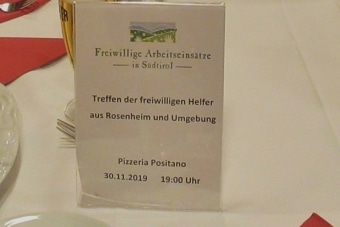 Freiwillige Arbeitseinsätze
in Südtirol
Treffen der freiwilligen Helfer
aus Rosenheim und Umgebung
Pizzeria Positano
30.11.2019 19:00 Uhr